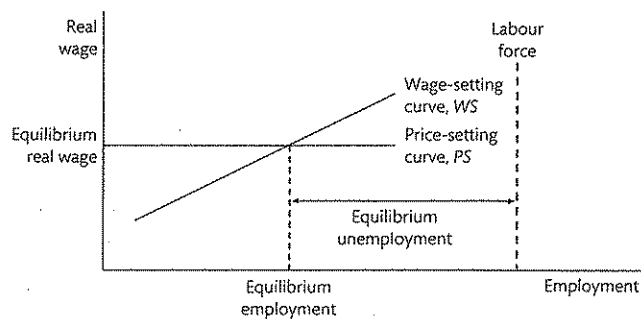 Real
wage
Labour
force
Wage-setting
curve, WS
Equilibrium
real wage
Price-setting
curve, PS
Equilibrium
unemployment
Equilibrium
employment
Employment